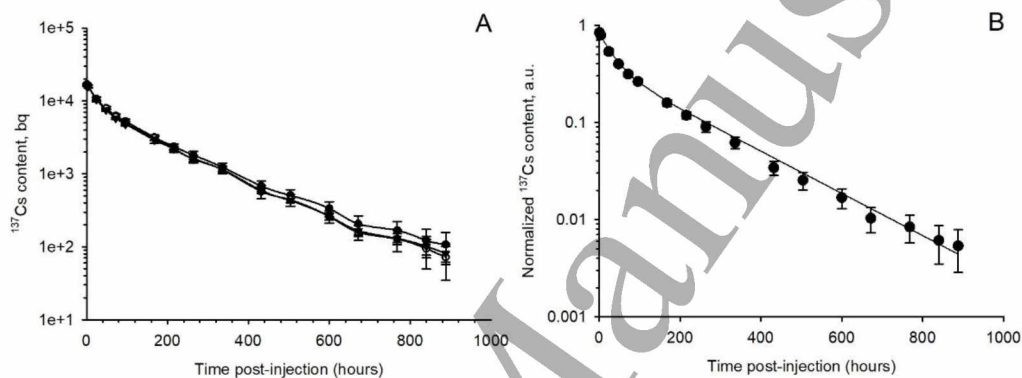 A
1e+5
1e+4
1e+3
1e+2
1e+1
¹³⁷Cs content, bq
0 200 400 600 800 1000
Time post-injection (hours)
B
1
0.1
0.01
0.001
Normalized ¹³⁷Cs content, a.u.
0 200 400 600 800 1000
Time post-injection (hours)
Manus